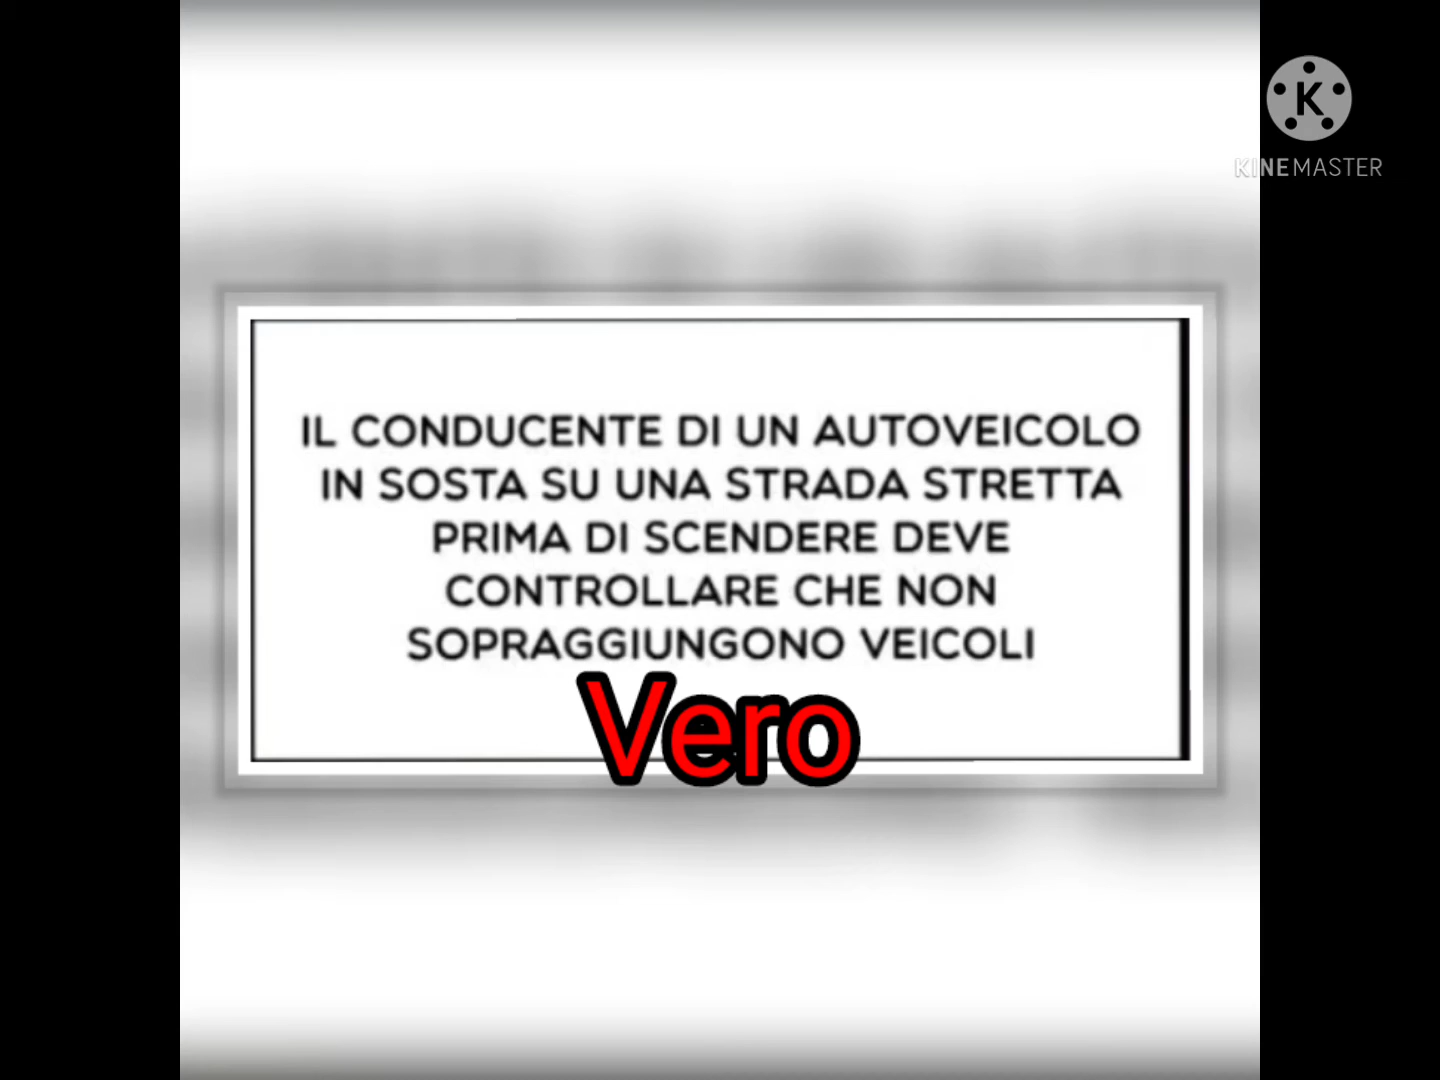 KINEMASTER
IL CONDUCENTE DI UN AUTOVEICOLO
IN SOSTA SU UNA STRADA STRETTA
PRIMA DI SCENDERE DEVE
CONTROLLARE CHE NON
SOPRAGGIUNGONO VEICOLI
Vero